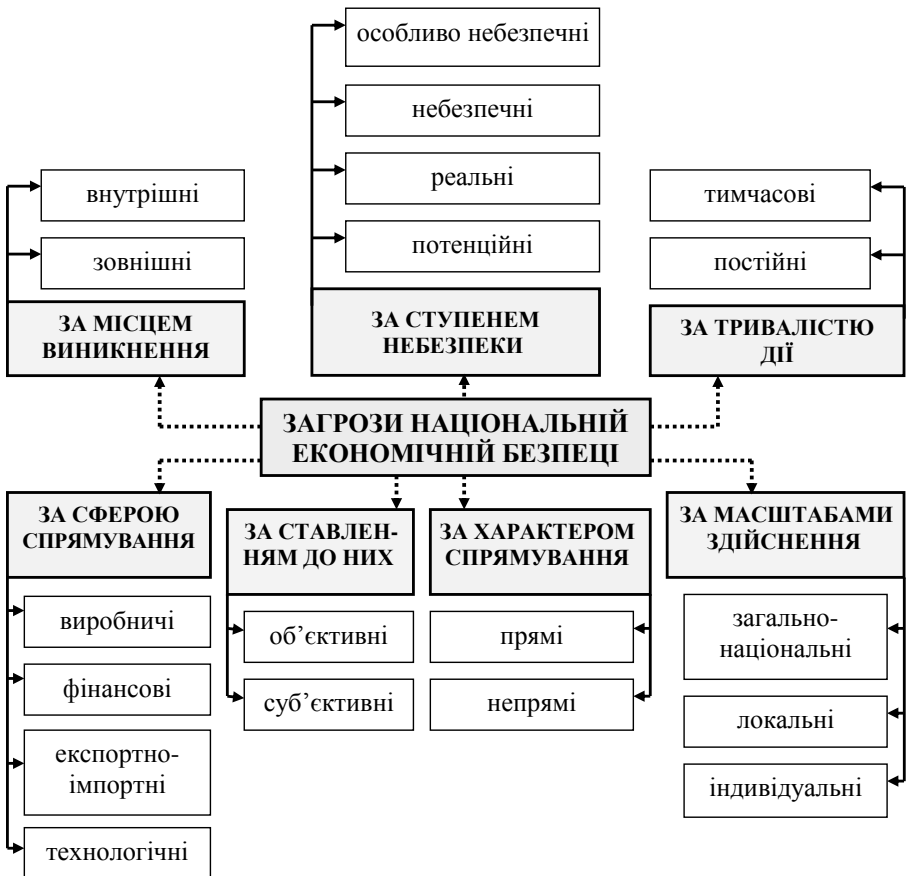 особливо небезпечні
небезпечні
реальні
потенційні
ЗА СТУПЕНЕМ
НЕБЕЗПЕКИ
внутрішні
зовнішні
ЗА МІСЦЕМ
ВИНИКНЕННЯ
тимчасові
постійні
ЗА ТРИВАЛІСТЮ
ДІЇ
ЗАГРОЗИ НАЦІОНАЛЬНІЙ
ЕКОНОМІЧНІЙ БЕЗПЕЦІ
ЗА СФЕРОЮ
СПРЯМУВАННЯ
виробничі
фінансові
експортно-
імпортні
технологічні
ЗА СТАВЛЕН-
НЯМ ДО НИХ
об’єктивні
суб’єктивні
ЗА ХАРАКТЕРОМ
СПРЯМУВАННЯ
прямі
непрямі
ЗА МАСШТАБАМИ
ЗДІЙСНЕННЯ
загально-
національні
локальні
індивідуальні